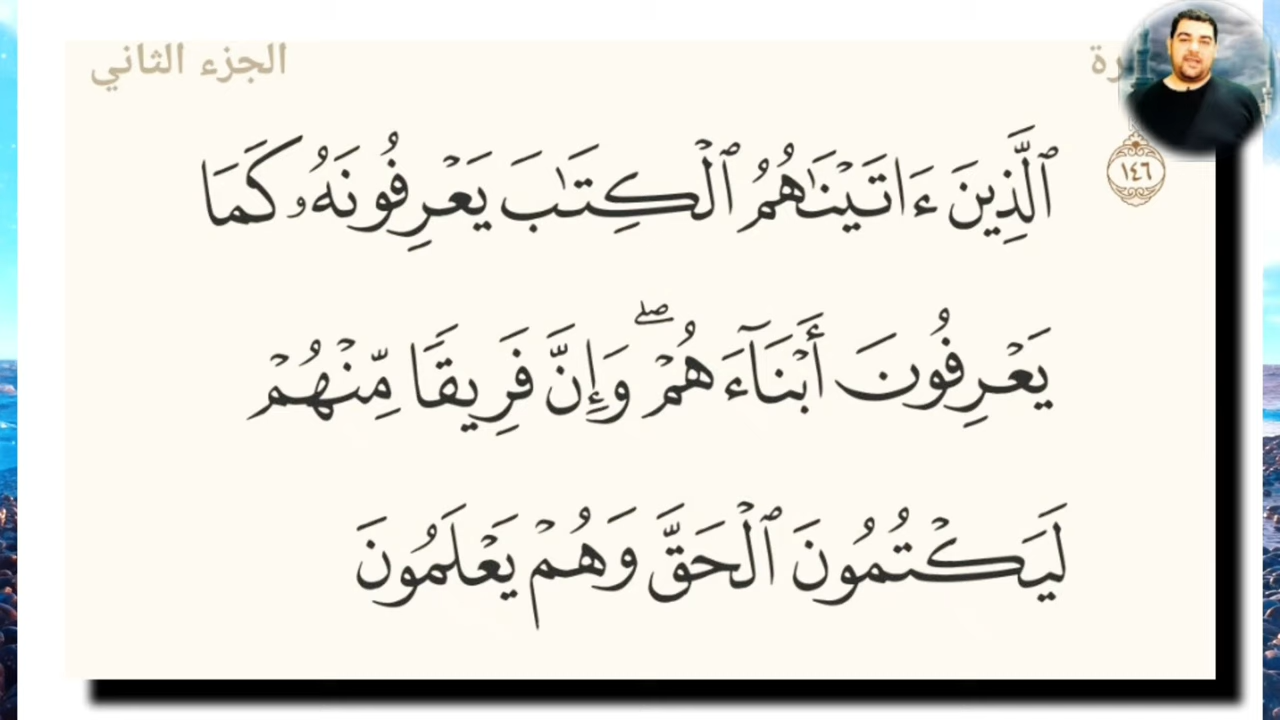 الجزء الثاني
١٤٦
ٱلَّذِينَ ءَاتَيْنَـٰهُمُ ٱلْكِتَـٰبَ يَعْرِفُونَهُۥ كَمَا
يَعْرِفُونَ أَبْنَآءَهُمْ ۖ وَإِنَّ فَرِيقًا مِّنْهُمْ
لَيَكْتُمُونَ ٱلْحَقَّ وَهُمْ يَعْلَمُونَ